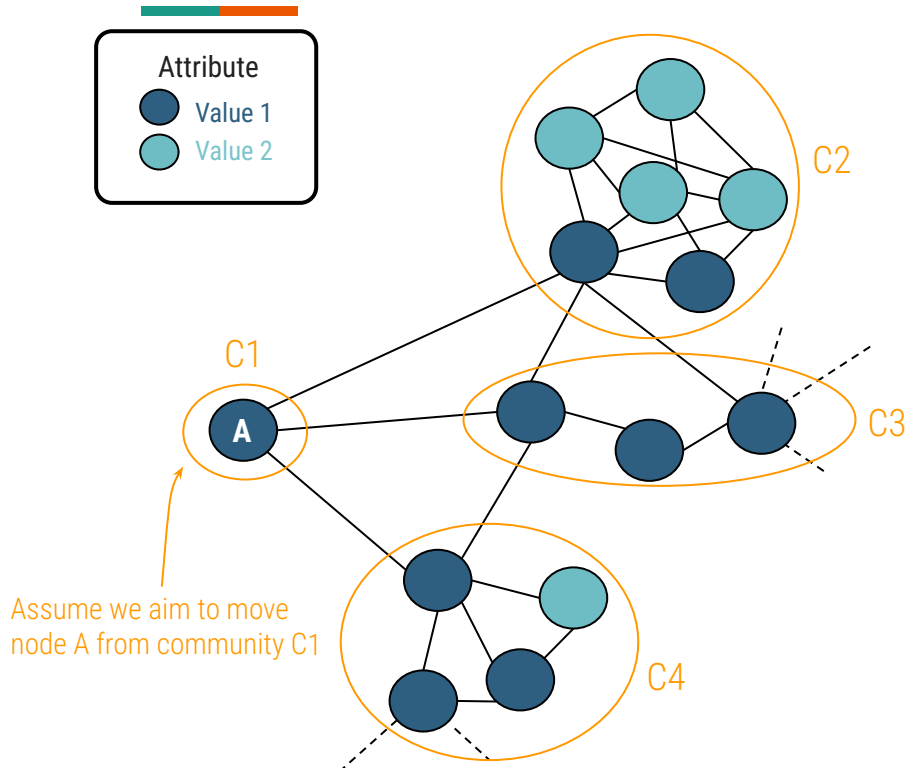 Attribute
Value 1
Value 2
C2
C1
A
C3
Assume we aim to move
node A from community C1
C4